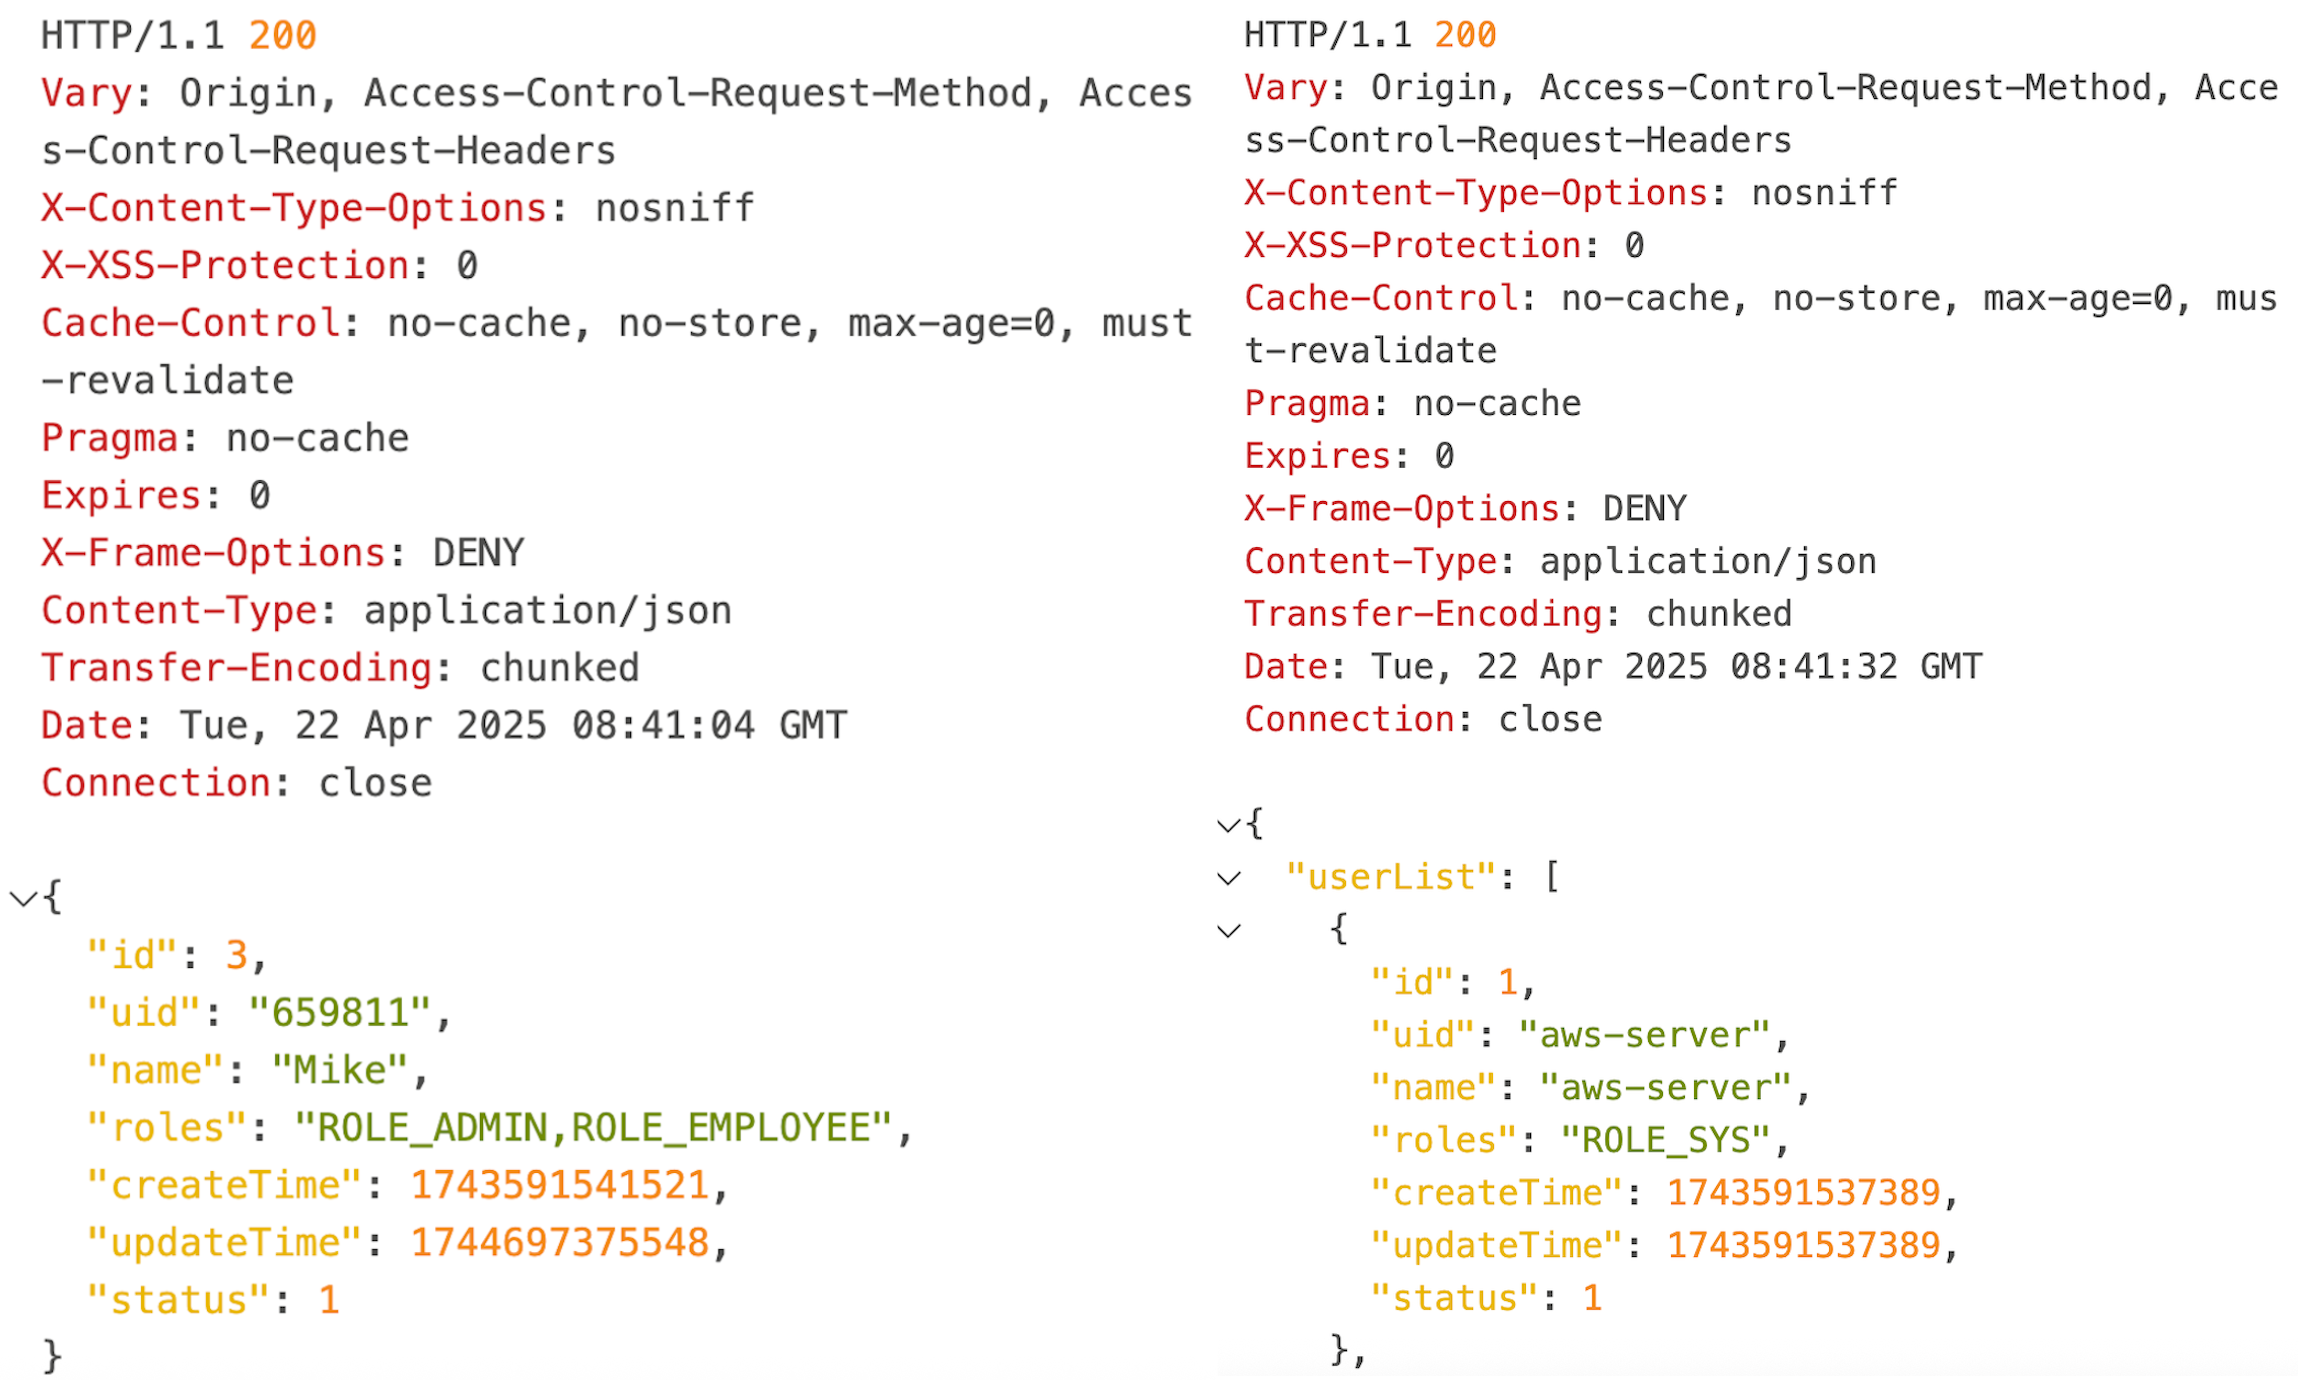 HTTP/1.1 200
Vary: Origin, Access-Control-Request-Method, Acces
s-Control-Request-Headers
X-Content-Type-Options: nosniff
X-XSS-Protection: 0
Cache-Control: no-cache, no-store, max-age=0, must
-revalidate
Pragma: no-cache
Expires: 0
X-Frame-Options: DENY
Content-Type: application/json
Transfer-Encoding: chunked
Date: Tue, 22 Apr 2025 08:41:04 GMT
Connection: close
{
"id": 3,
"uid": "659811",
"name": "Mike",
"roles": "ROLE_ADMIN,ROLE_EMPLOYEE",
"createTime": 1743591541521,
"updateTime": 1744697375548,
"status": 1
}
HTTP/1.1 200
Vary: Origin, Access-Control-Request-Method, Acce
ss-Control-Request-Headers
X-Content-Type-Options: nosniff
X-XSS-Protection: 0
Cache-Control: no-cache, no-store, max-age=0, mus
t-revalidate
Pragma: no-cache
Expires: 0
X-Frame-Options: DENY
Content-Type: application/json
Transfer-Encoding: chunked
Date: Tue, 22 Apr 2025 08:41:32 GMT
Connection: close
{
"userList": [
{
"id": 1,
"uid": "aws-server",
"name": "aws-server",
"roles": "ROLE_SYS",
"createTime": 1743591537389,
"updateTime": 1743591537389,
"status": 1
},